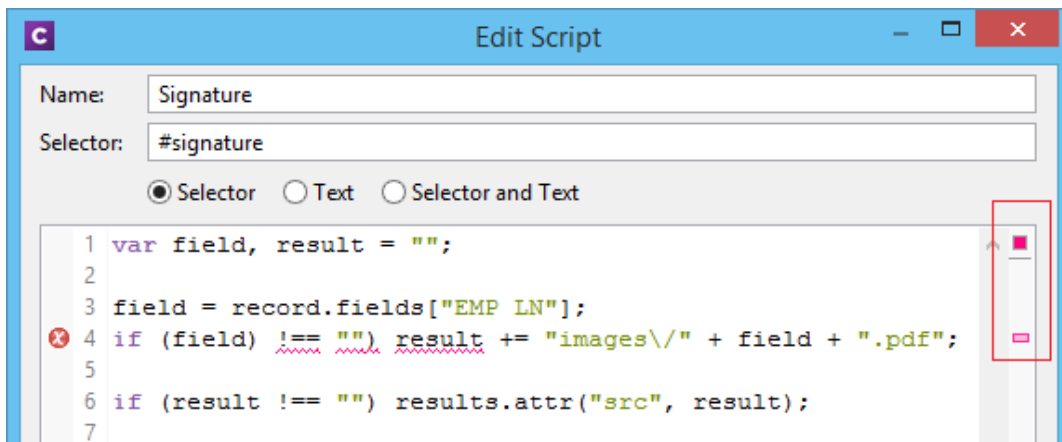 C Edit Script
Name: Signature
Selector: #signature
Selector Text Selector and Text
1 var field, result = "";
2
3 field = record.fields["EMP LN"];
4 if (field) !== "") result += "images\/" + field + ".pdf";
5
6 if (result !== "") results.attr("src", result);
7